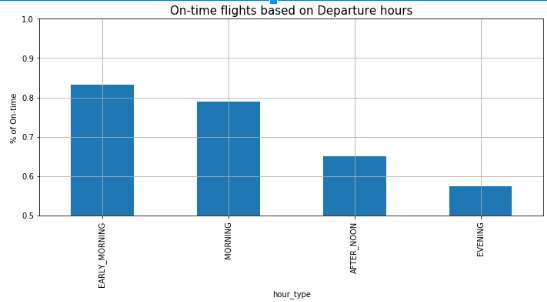 On-time flights based on Departure hours
1.0
0.9
0.8
0.7
0.6
0.5
% of On-time
EARLY_MORNING
MORNING
AFTER_NOON
EVENING
hour_type